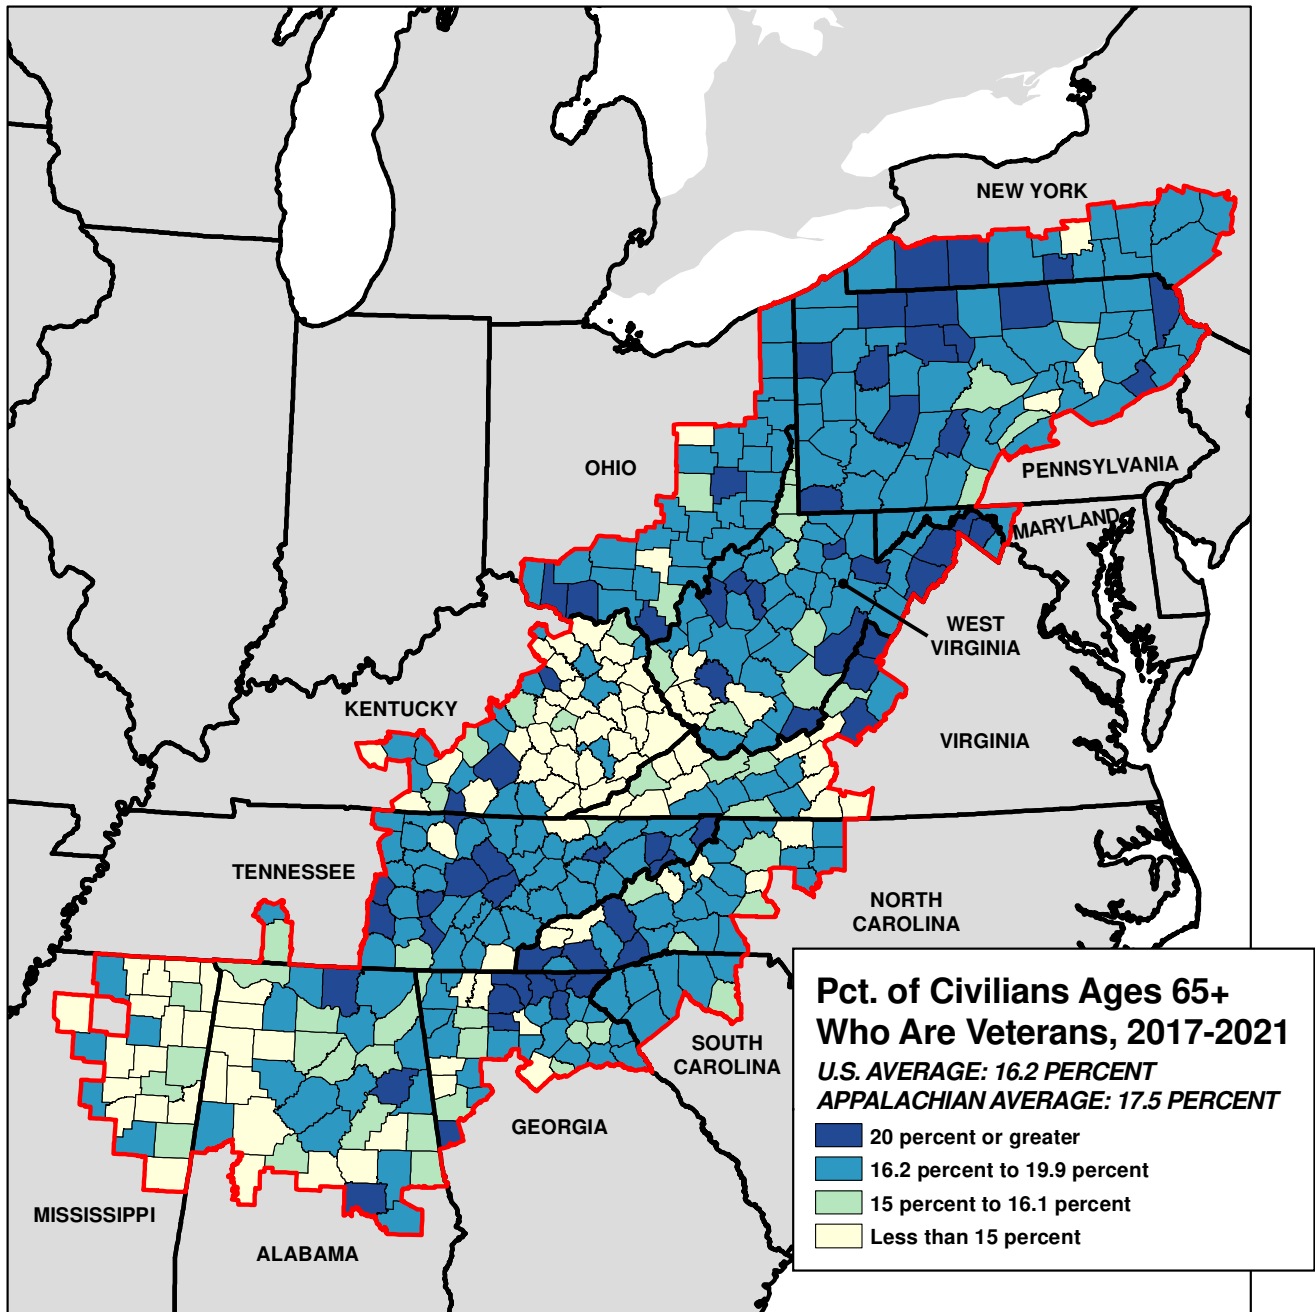 NEW YORK
OHIO
PENNSYLVANIA
MARYLAND
WEST
VIRGINIA
KENTUCKY
VIRGINIA
TENNESSEE
NORTH
CAROLINA
SOUTH
CAROLINA
GEORGIA
MISSISSIPPI
ALABAMA
Pct. of Civilians Ages 65+
Who Are Veterans, 2017-2021
U.S. AVERAGE: 16.2 PERCENT
APPALACHIAN AVERAGE: 17.5 PERCENT
20 percent or greater
16.2 percent to 19.9 percent
15 percent to 16.1 percent
Less than 15 percent